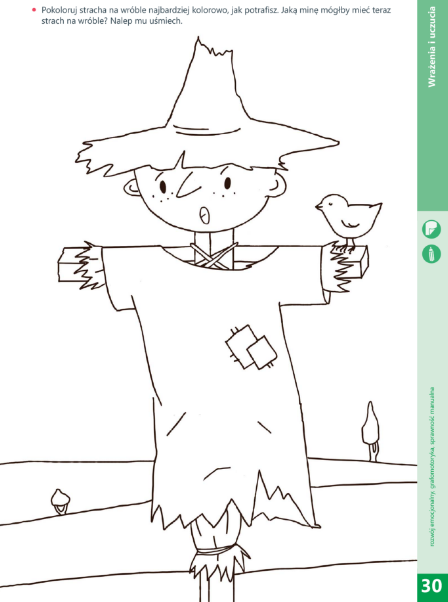 • Pokoloruj stracha na wróble najbardziej kolorowo, jak potrafisz. Jaką minę mógłby mieć teraz
strach na wróble? Nalep mu uśmiech.
Wrażenia i uczucia
rozwój emocjonalny, grafomotoryka, sprawność manualna
30